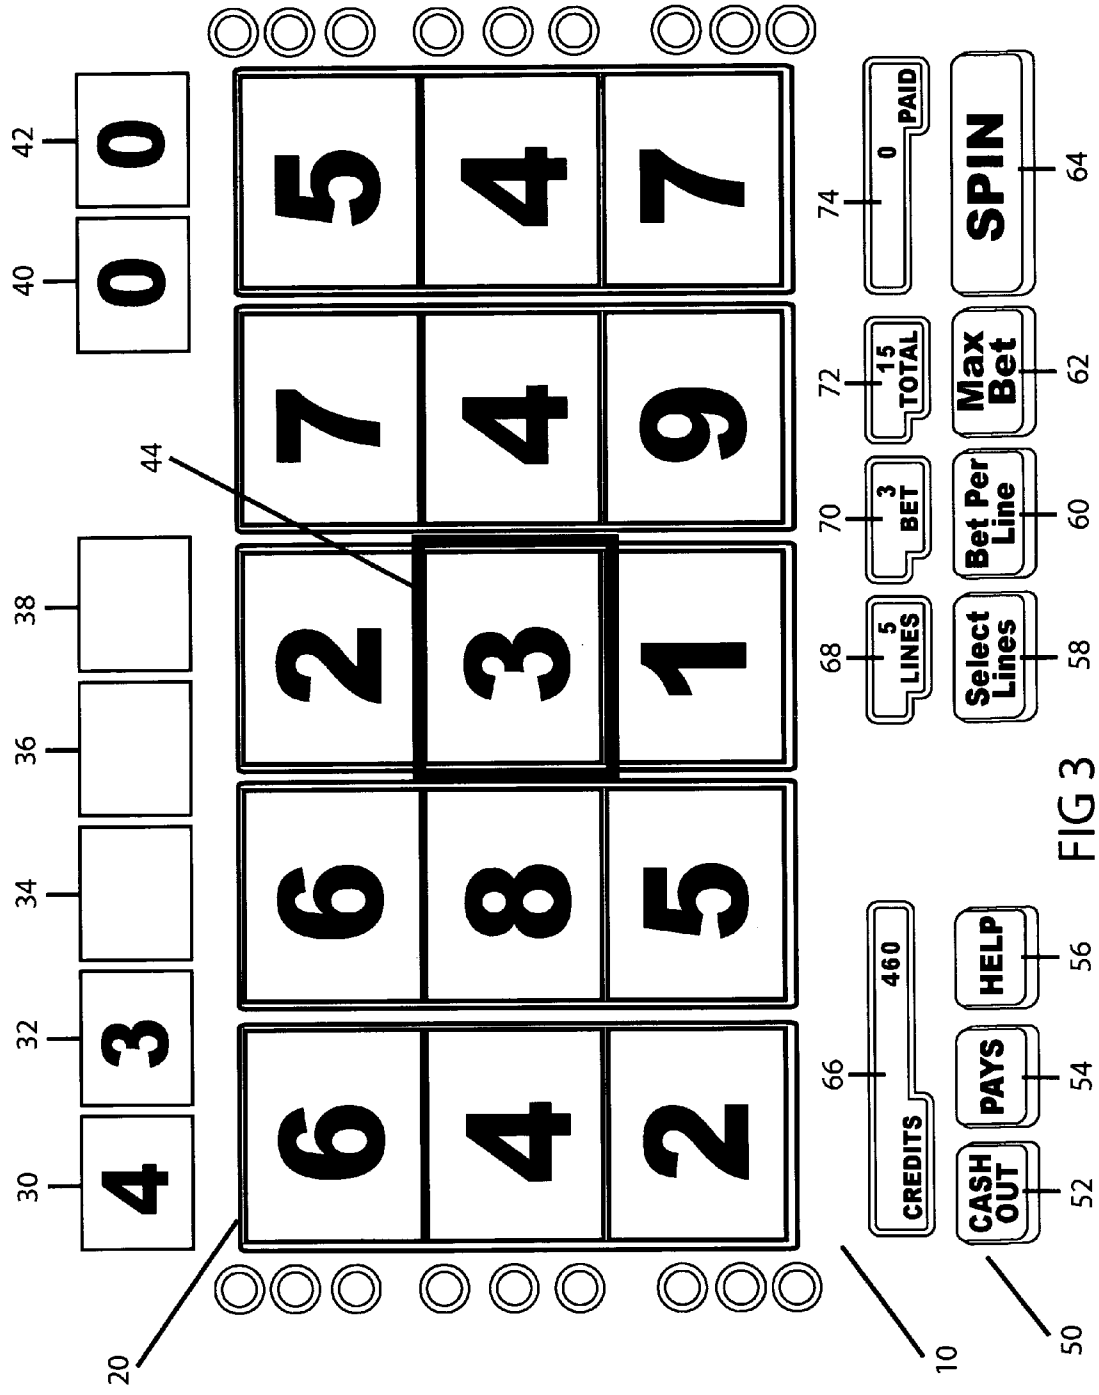 30 32 34 36 38 40 42
4 3 0 0
44
20
6 6 2 7 5
4 8 3 4 4
2 5 1 9 7
66 68 70 72 74
CREDITS 460
5 LINES
3 BET
15 TOTAL
0 PAID
CASH OUT
PAYS
HELP
Select Lines
Bet Per Line
Max Bet
SPIN
10
50
52 54 56 58 60 62 64
FIG 3